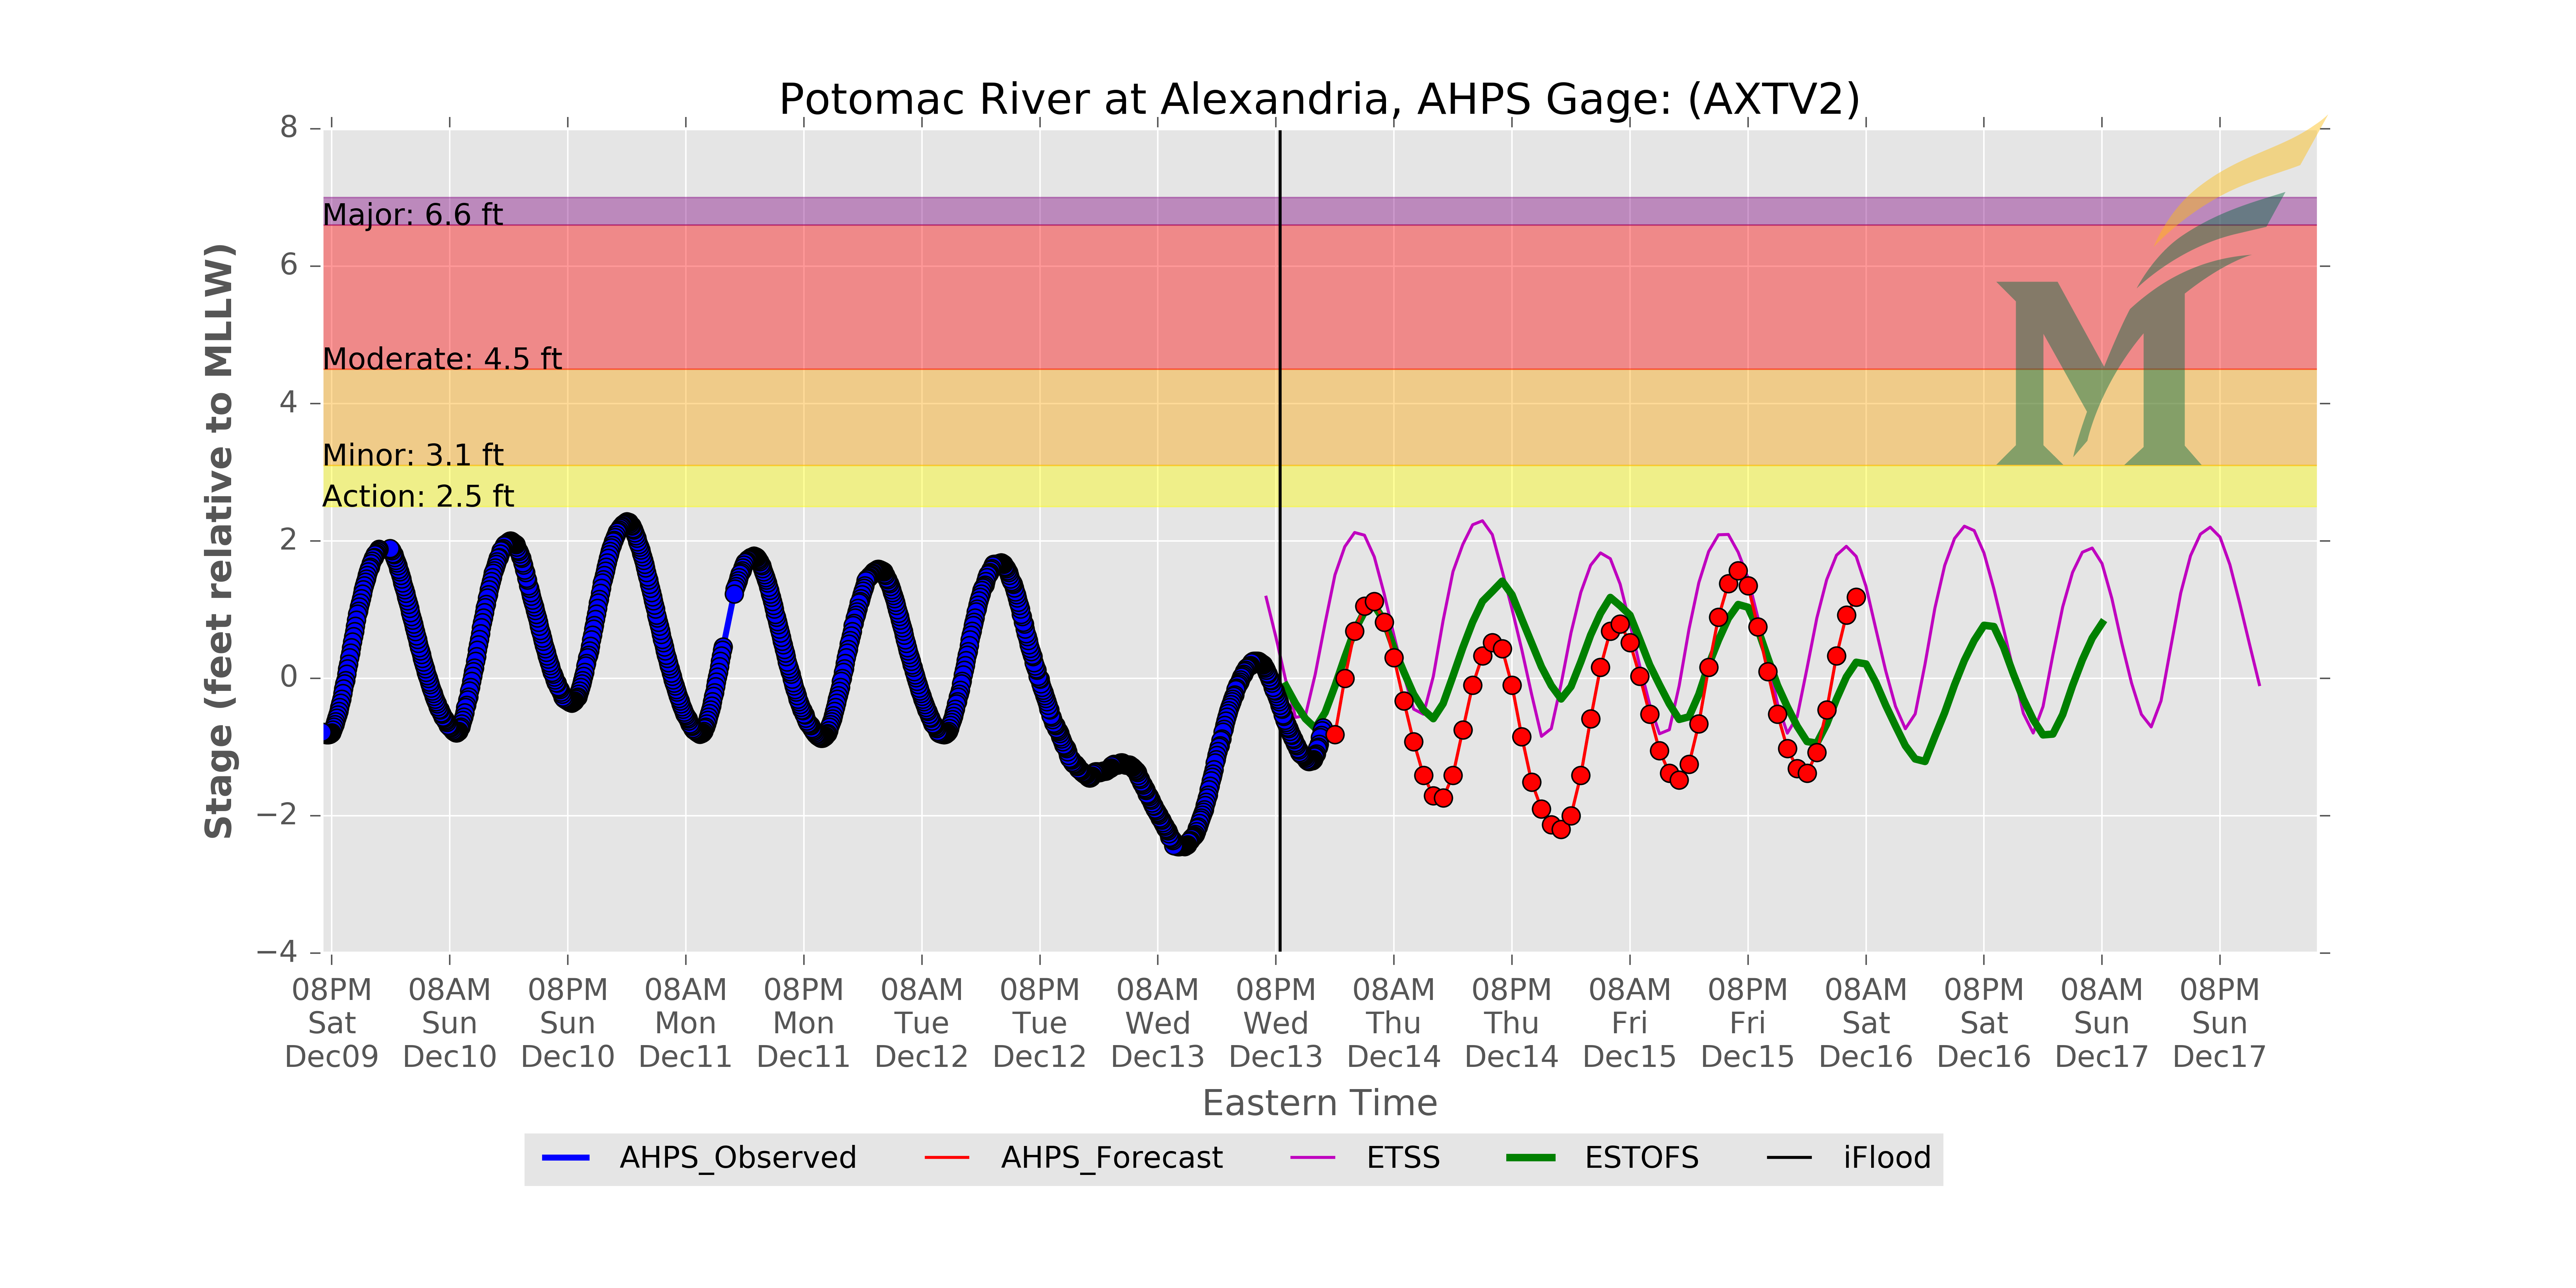 Potomac River at Alexandria, AHPS Gage: (AXTV2)
Stage (feet relative to MLLW)
8
6
4
2
0
−2
−4
Major: 6.6 ft
Moderate: 4.5 ft
Minor: 3.1 ft
Action: 2.5 ft
M
08PM 08AM 08PM 08AM 08PM 08AM 08PM 08AM 08PM 08AM 08PM 08AM 08PM 08AM 08PM 08AM 08PM
Sat Sun Sun Mon Mon Tue Tue Wed Wed Thu Thu Fri Fri Sat Sat Sun Sun
Dec09 Dec10 Dec10 Dec11 Dec11 Dec12 Dec12 Dec13 Dec13 Dec14 Dec14 Dec15 Dec15 Dec16 Dec16 Dec17 Dec17
Eastern Time
AHPS_Observed AHPS_Forecast ETSS ESTOFS iFlood